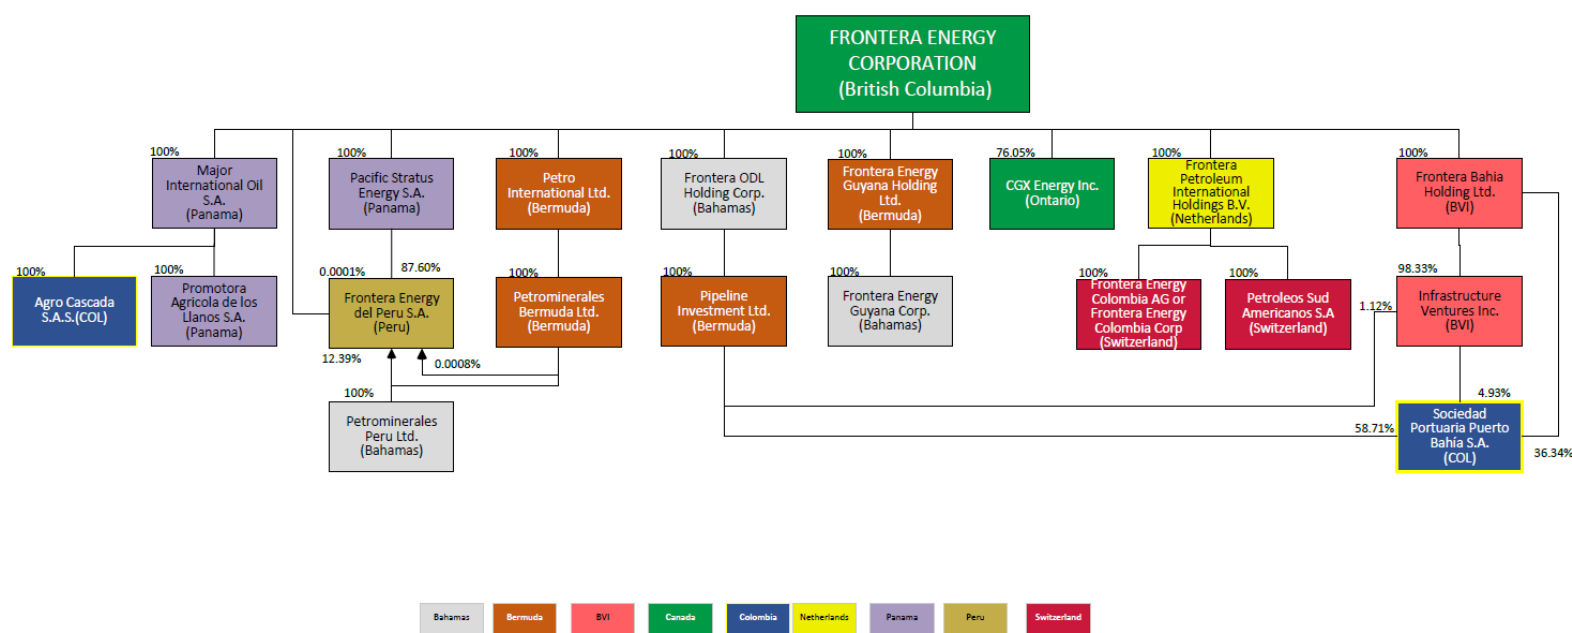 FRONTERA ENERGY
CORPORATION
(British Columbia)
100%
Major
International Oil
S.A.
(Panama)
100%
Pacific Stratus
Energy S.A.
(Panama)
100%
Petro
International Ltd.
(Bermuda)
100%
Frontera ODL
Holding Corp.
(Bahamas)
100%
Frontera Energy
Guyana Holding
Ltd.
(Bermuda)
76.05%
CGX Energy Inc.
(Ontario)
100%
Frontera
Petroleum
International
Holdings B.V.
(Netherlands)
100%
Frontera Bahia
Holding Ltd.
(BVI)
100%
Agro Cascada
S.A.S.(COL)
100%
Promotora
Agricola de los
Llanos S.A.
(Panama)
0.0001%
87.60%
Frontera Energy
del Peru S.A.
(Peru)
12.39%
0.0008%
100%
Petrominerales
Bermuda Ltd.
(Bermuda)
100%
Pipeline
Investment Ltd.
(Bermuda)
100%
Frontera Energy
Guyana Corp.
(Bahamas)
100%
Frontera Energy
Colombia AG or
Frontera Energy
Colombia Corp
(Switzerland)
100%
Petroleos Sud
Americanos S.A
(Switzerland)
98.33%
1.12%
Infrastructure
Ventures Inc.
(BVI)
100%
Petrominerales
Peru Ltd.
(Bahamas)
4.93%
58.71%
Sociedad
Portuaria Puerto
Bahía S.A.
(COL)
36.34%
Bahamas
Bermuda
BVI
Canada
Colombia
Netherlands
Panama
Peru
Switzerland